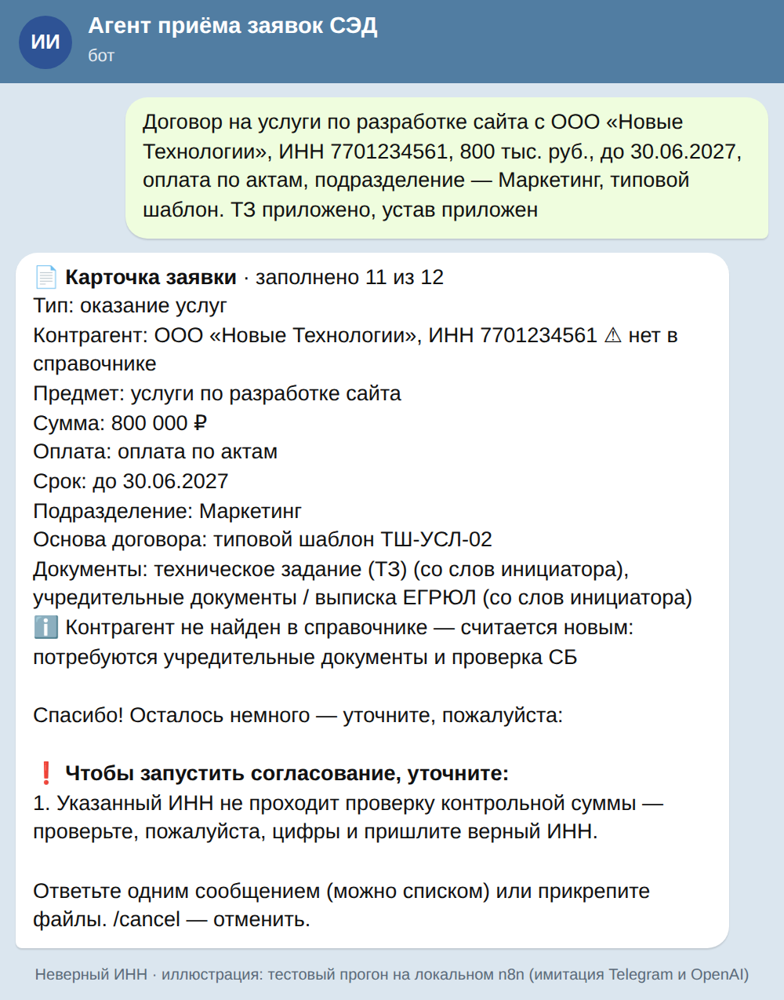 ИИ
Агент приёма заявок СЭД
бот
Договор на услуги по разработке сайта с ООО «Новые
Технологии», ИНН 7701234561, 800 тыс. руб., до 30.06.2027,
оплата по актам, подразделение — Маркетинг, типовой
шаблон. ТЗ приложено, устав приложен
📄 Карточка заявки · заполнено 11 из 12
Тип: оказание услуг
Контрагент: ООО «Новые Технологии», ИНН 7701234561 ⚠ нет в
справочнике
Предмет: услуги по разработке сайта
Сумма: 800 000 ₽
Оплата: оплата по актам
Срок: до 30.06.2027
Подразделение: Маркетинг
Основа договора: типовой шаблон ТШ-УСЛ-02
Документы: техническое задание (ТЗ) (со слов инициатора),
учредительные документы / выписка ЕГРЮЛ (со слов инициатора)
ℹ️ Контрагент не найден в справочнике — считается новым:
потребуются учредительные документы и проверка СБ
Спасибо! Осталось немного — уточните, пожалуйста:
❗ Чтобы запустить согласование, уточните:
1. Указанный ИНН не проходит проверку контрольной суммы —
проверьте, пожалуйста, цифры и пришлите верный ИНН.
Ответьте одним сообщением (можно списком) или прикрепите
файлы. /cancel — отменить.
Неверный ИНН · иллюстрация: тестовый прогон на локальном n8n (имитация Telegram и OpenAI)